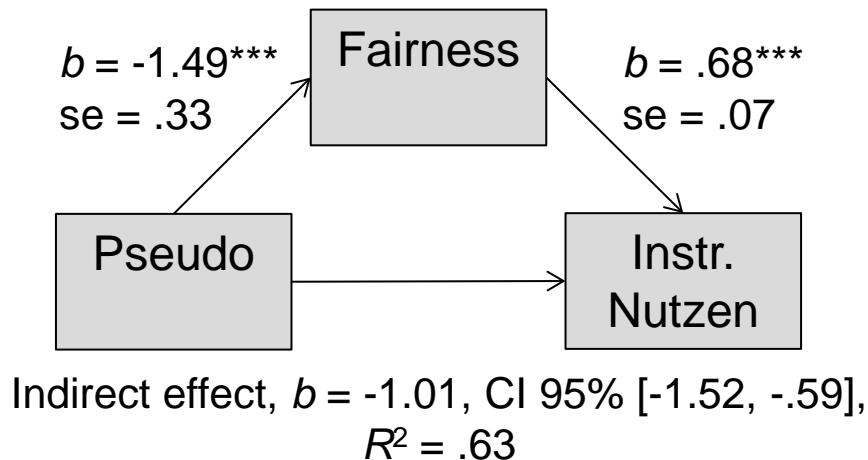 Fairness
b = -1.49***
se = .33
b = .68***
se = .07
Pseudo
Instr.
Nutzen
Indirect effect, b = -1.01, CI 95% [-1.52, -.59],
R² = .63